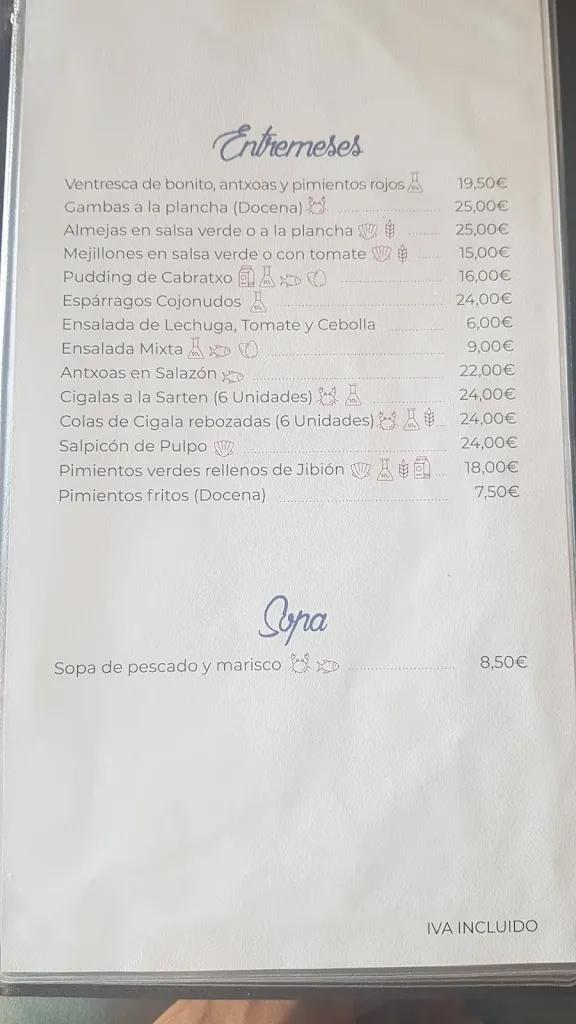 Entremeses
Ventresca de bonito, antxoas y pimientos rojos 19,50€
Gambas a la plancha (Docena) 25,00€
Almejas en salsa verde o a la plancha 25,00€
Mejillones en salsa verde o con tomate 15,00€
Pudding de Cabratxo 16,00€
Espárragos Cojonudos 24,00€
Ensalada de Lechuga, Tomate y Cebolla 6,00€
Ensalada Mixta 9,00€
Antxoas en Salazón 22,00€
Cigalas a la Sarten (6 Unidades) 24,00€
Colas de Cigala rebozadas (6 Unidades) 24,00€
Salpicón de Pulpo 24,00€
Pimientos verdes rellenos de Jibión 18,00€
Pimientos fritos (Docena) 7,50€
Sopa
Sopa de pescado y marisco 8,50€
IVA INCLUIDO